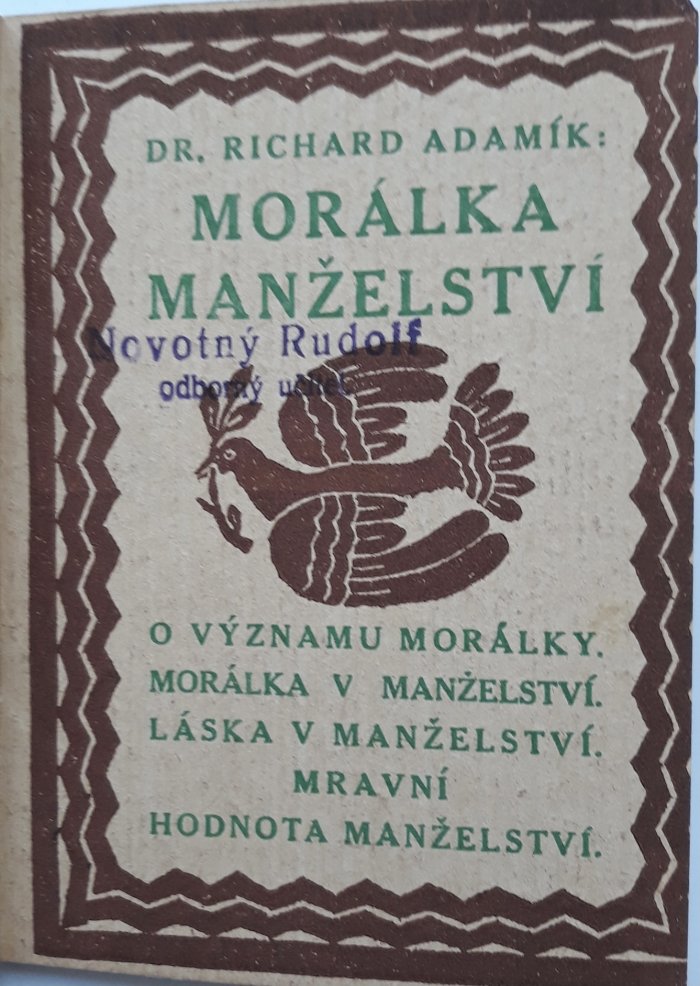 DR. RICHARD ADAMÍK:
MORÁLKA
MANŽELSTVÍ
Novotný Rudolf
odborný učitel
O VÝZNAMU MORÁLKY.
MORÁLKA V MANŽELSTVÍ.
LÁSKA V MANŽELSTVÍ.
MRAVNÍ
HODNOTA MANŽELSTVÍ.